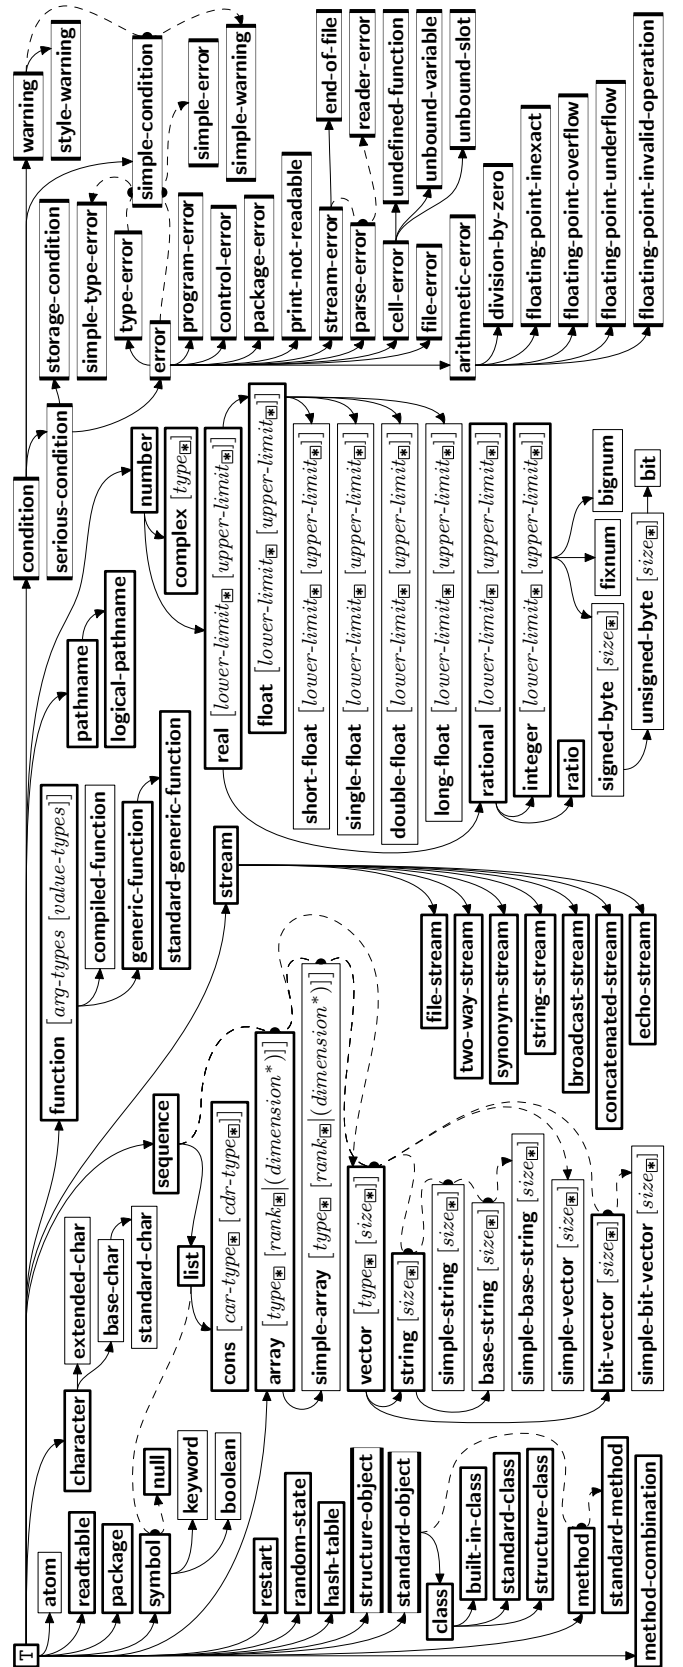 T
atom
readtable
package
symbol
null
keyword
boolean
restart
random-state
hash-table
structure-object
standard-object
class
built-in-class
standard-class
structure-class
method
standard-method
method-combination
character
extended-char
base-char
standard-char
sequence
list
cons [car-type* [cdr-type*]]
array [type* [rank*|(dimension*)]]
simple-array [type* [rank*|(dimension*)]]
vector [type* [size*]]
string [size*]
simple-string [size*]
base-string [size*]
simple-base-string [size*]
simple-vector [size*]
bit-vector [size*]
simple-bit-vector [size*]
function [arg-types [value-types]]
compiled-function
generic-function
standard-generic-function
stream
file-stream
two-way-stream
synonym-stream
string-stream
broadcast-stream
concatenated-stream
echo-stream
pathname
logical-pathname
number
complex [type*]
real [lower-limit* [upper-limit*]]
float [lower-limit* [upper-limit*]]
short-float [lower-limit* [upper-limit*]]
single-float [lower-limit* [upper-limit*]]
double-float [lower-limit* [upper-limit*]]
long-float [lower-limit* [upper-limit*]]
rational [lower-limit* [upper-limit*]]
integer [lower-limit* [upper-limit*]]
ratio
signed-byte [size*]
fixnum
bignum
unsigned-byte [size*]
bit
condition
serious-condition
storage-condition
simple-type-error
type-error
error
program-error
control-error
package-error
print-not-readable
stream-error
parse-error
cell-error
file-error
arithmetic-error
division-by-zero
floating-point-inexact
floating-point-overflow
floating-point-underflow
floating-point-invalid-operation
warning
style-warning
simple-condition
simple-error
simple-warning
end-of-file
reader-error
undefined-function
unbound-variable
unbound-slot